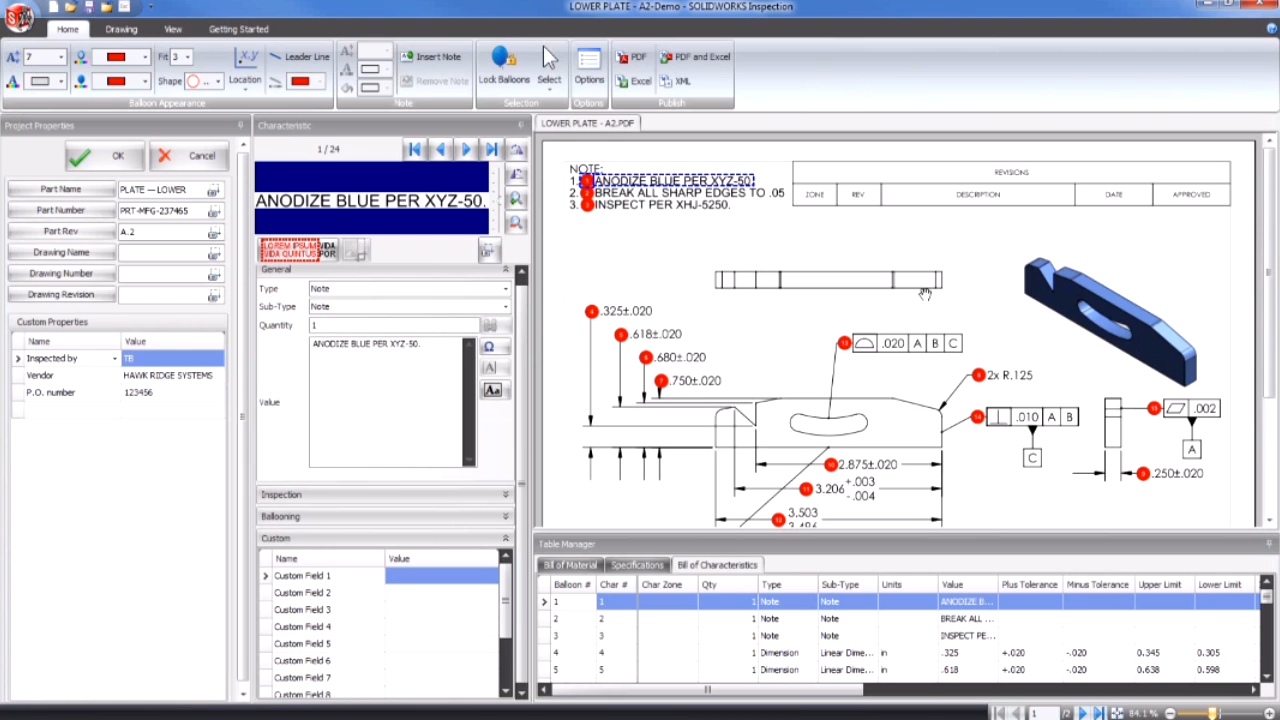 LOWER PLATE - A2-Demo - SOLIDWORKS Inspection
Home Drawing View Getting Started
7 Fit 3 x,y Leader Line
Shape Location
Balloon Appearance
Insert Note
Remove Note
Note
Lock Balloons Select
Selection
Options
Options
PDF PDF and Excel
Excel XML
Publish
Project Properties
OK Cancel
Part Name PLATE — LOWER
Part Number PRT-MFG-237465
Part Rev A.2
Drawing Name
Drawing Number
Drawing Revision
Custom Properties
Name Value
Inspected by TB
Vendor HAWK RIDGE SYSTEMS
P.O. number 123456
Characteristic
1 / 24
ANODIZE BLUE PER XYZ-50.
LOREM IPSUM VIDA
VIDA QUINTUS POR
General
Type Note
Sub-Type Note
Quantity 1
Value ANODIZE BLUE PER XYZ-50.
Inspection
Ballooning
Custom
Name Value
Custom Field 1
Custom Field 2
Custom Field 3
Custom Field 4
Custom Field 5
Custom Field 6
Custom Field 7
Custom Field 8
LOWER PLATE - A2.PDF
NOTE:
1. ANODIZE BLUE PER XYZ-50.
2. BREAK ALL SHARP EDGES TO .05
3. INSPECT PER XHJ-5250.
REVISIONS
ZONE REV DESCRIPTION DATE APPROVED
.325±.020
.618±.020
.680±.020
.750±.020
.020 A B C
2x R.125
.010 A B
C
.002
A
.250±.020
2.875±.020
3.206 +.003
-.004
3.503
Table Manager
Bill of Material Specifications Bill of Characteristics
Balloon # Char # Char Zone Qty Type Sub-Type Units Value Plus Tolerance Minus Tolerance Upper Limit Lower Limit
1 1 1 Note Note ANODIZE B...
2 2 1 Note Note BREAK ALL ...
3 3 1 Note Note INSPECT PE...
4 4 1 Dimension Linear Dime... in .325 +.020 -.020 0.345 0.305
5 5 1 Dimension Linear Dime... in .618 +.020 -.020 0.638 0.598
1 /2 84.1 %